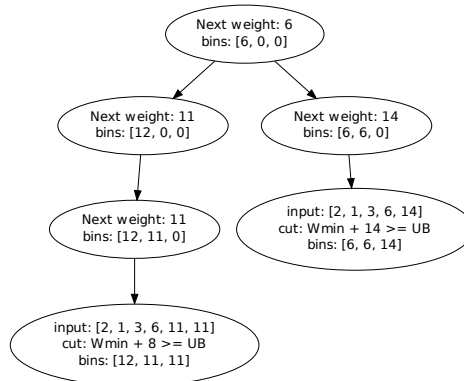 Next weight: 6
bins: [6, 0, 0]
Next weight: 11
bins: [12, 0, 0]
Next weight: 14
bins: [6, 6, 0]
Next weight: 11
bins: [12, 11, 0]
input: [2, 1, 3, 6, 14]
cut: Wmin + 14 >= UB
bins: [6, 6, 14]
input: [2, 1, 3, 6, 11, 11]
cut: Wmin + 8 >= UB
bins: [12, 11, 11]